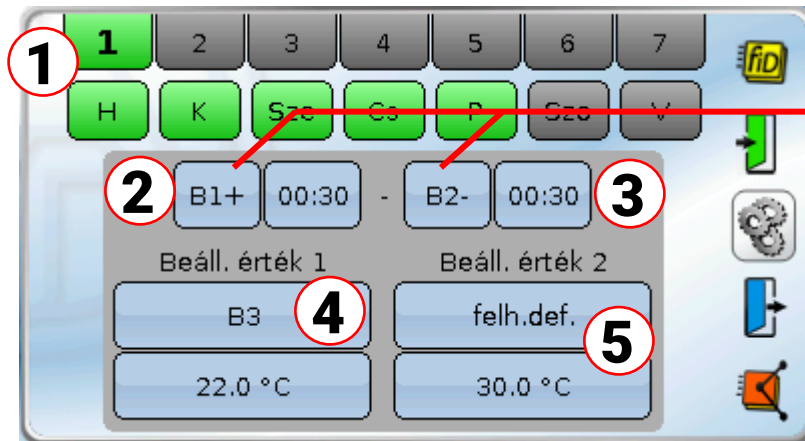 1 2 3 4 5 6 7
1
H K Sze Cs P Szo V
2 B1+ 00:30 - B2- 00:30 3
Beáll. érték 1 Beáll. érték 2
B3 4 felh.def. 5
22.0 °C 30.0 °C
fiD